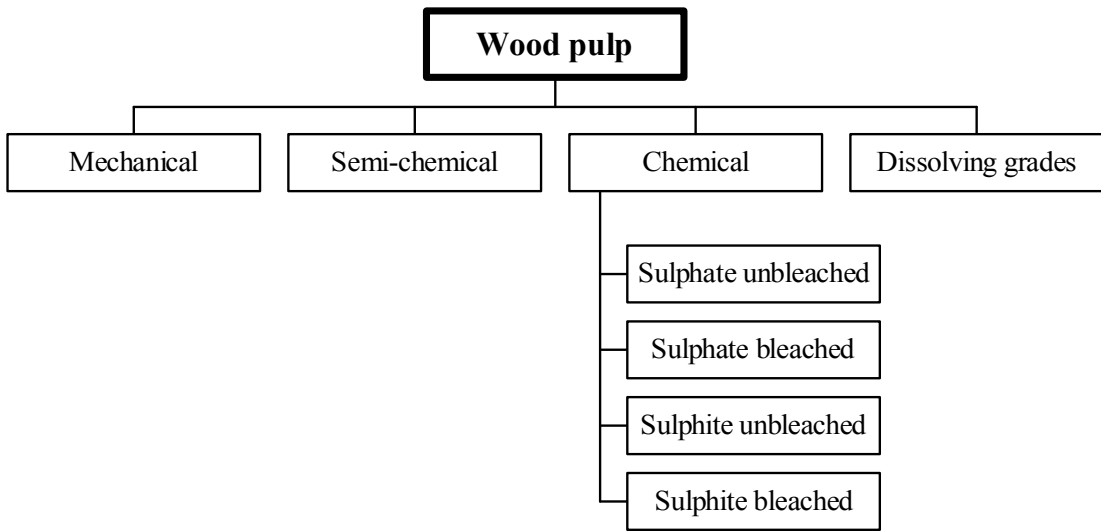 Wood pulp
Mechanical
Semi-chemical
Chemical
Dissolving grades
Sulphate unbleached
Sulphate bleached
Sulphite unbleached
Sulphite bleached